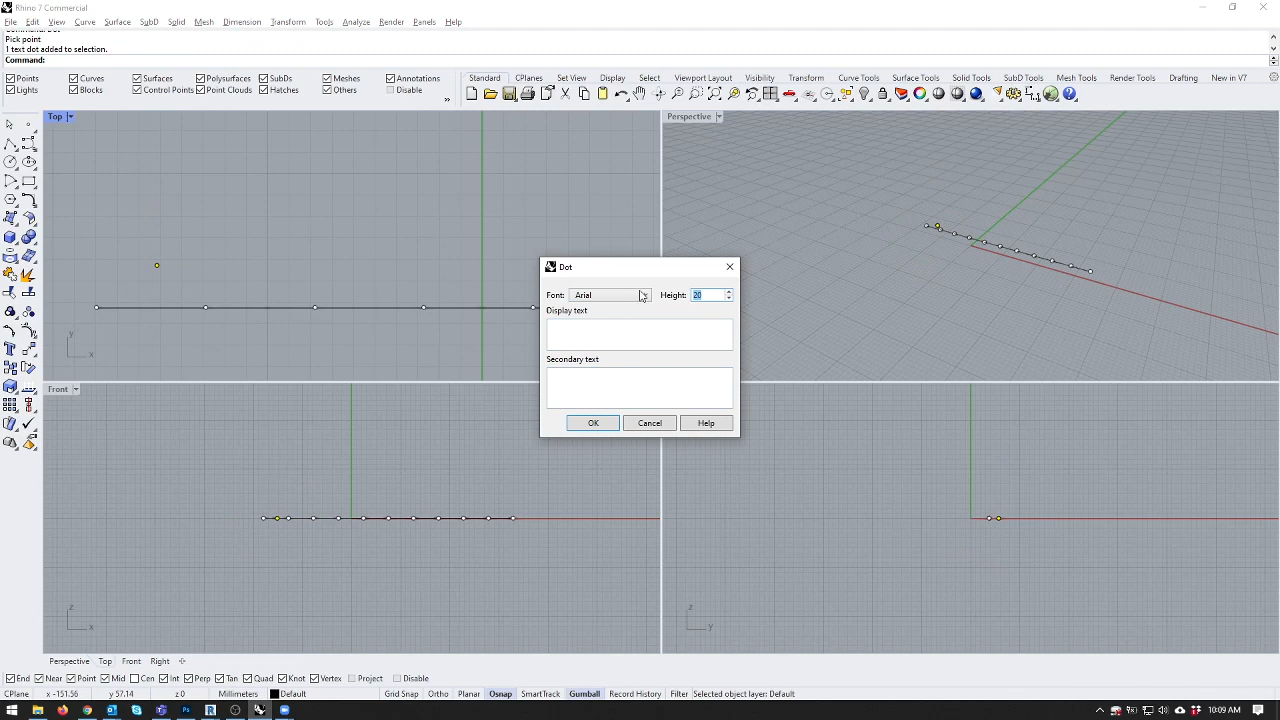 Rhino 7 Commercial
File Edit View Curve Surface SubD Solid Mesh Dimension Transform Tools Analyze Render Panels Help
Pick point
1 text dot added to selection.
Command:
Points Curves Surfaces Polysurfaces SubDs Meshes Annotations
Lights Blocks Control Points Point Clouds Hatches Others Disable
Standard CPlanes Set View Display Select Viewport Layout Visibility Transform Curve Tools Surface Tools Solid Tools SubD Tools Mesh Tools Render Tools Drafting New in V7
Top
Perspective
Dot
Font: Arial Height: 20
Display text
Secondary text
OK Cancel Help
y
x
Front
z
x
z
y
Perspective Top Front Right
End Near Point Mid Cen Int Perp Tan Quad Knot Vertex Project Disable
CPlane x -151.56 y 57.14 z 0 Millimeters Default Grid Snap Ortho Planar Osnap SmartTrack Gumball Record History Filter Selected object layer: Default
10:09 AM